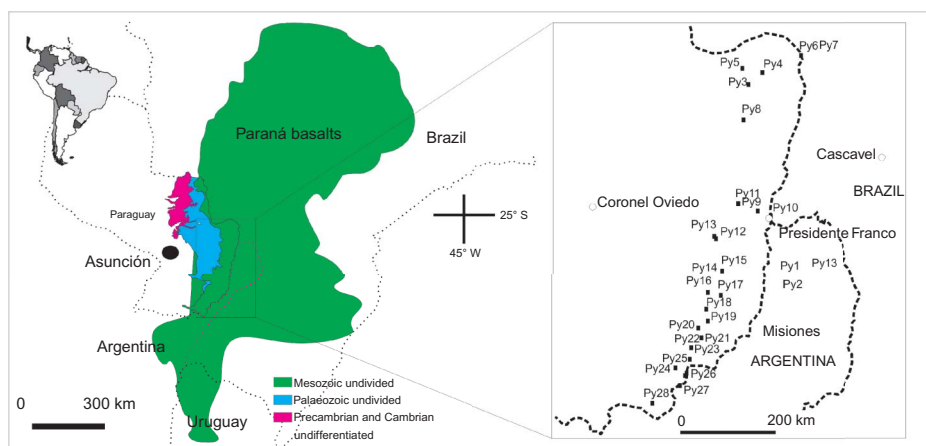 Paraná basalts
Brazil
Paraguay
25° S
45° W
Asunción
Argentina
Uruguay
0 300 km
Mesozoic undivided
Palaeozoic undivided
Precambrian and Cambrian
undifferentiated
Py6 Py7
Py5 Py4
Py3
Py8
Cascavel
BRAZIL
Coronel Oviedo
Py11
Py9 Py10
Presidente Franco
Py13 Py12
Py1 Py13
Py2
Py15
Py14
Py16 Py17
Py18
Py19
Py20
Py22 Py21
Py23
Py25
Py24 Py26
Py27
Py28
Misiones
ARGENTINA
0 200 km